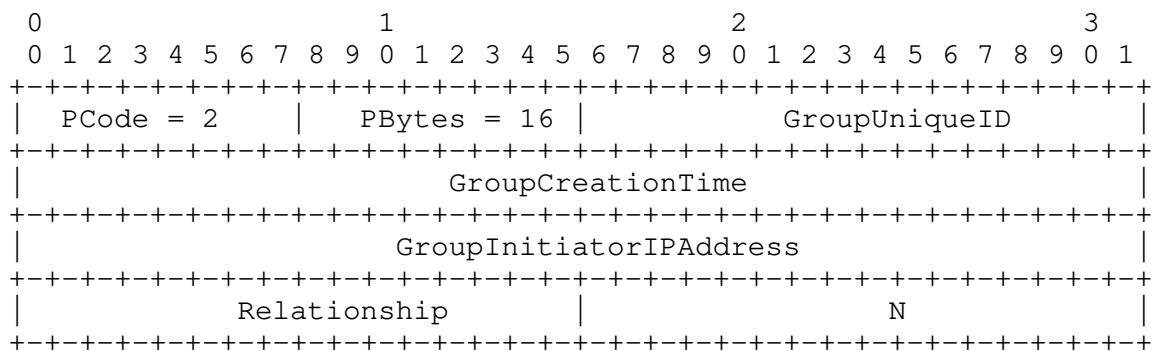 0                   1                   2                   3
 0 1 2 3 4 5 6 7 8 9 0 1 2 3 4 5 6 7 8 9 0 1 2 3 4 5 6 7 8 9 0 1
+-+-+-+-+-+-+-+-+-+-+-+-+-+-+-+-+-+-+-+-+-+-+-+-+-+-+-+-+-+-+-+-+
|  PCode = 2    |  PBytes = 16  |          GroupUniqueID        |
+-+-+-+-+-+-+-+-+-+-+-+-+-+-+-+-+-+-+-+-+-+-+-+-+-+-+-+-+-+-+-+-+
|                       GroupCreationTime                       |
+-+-+-+-+-+-+-+-+-+-+-+-+-+-+-+-+-+-+-+-+-+-+-+-+-+-+-+-+-+-+-+-+
|                    GroupInitiatorIPAddress                    |
+-+-+-+-+-+-+-+-+-+-+-+-+-+-+-+-+-+-+-+-+-+-+-+-+-+-+-+-+-+-+-+-+
|           Relationship        |                N              |
+-+-+-+-+-+-+-+-+-+-+-+-+-+-+-+-+-+-+-+-+-+-+-+-+-+-+-+-+-+-+-+-+